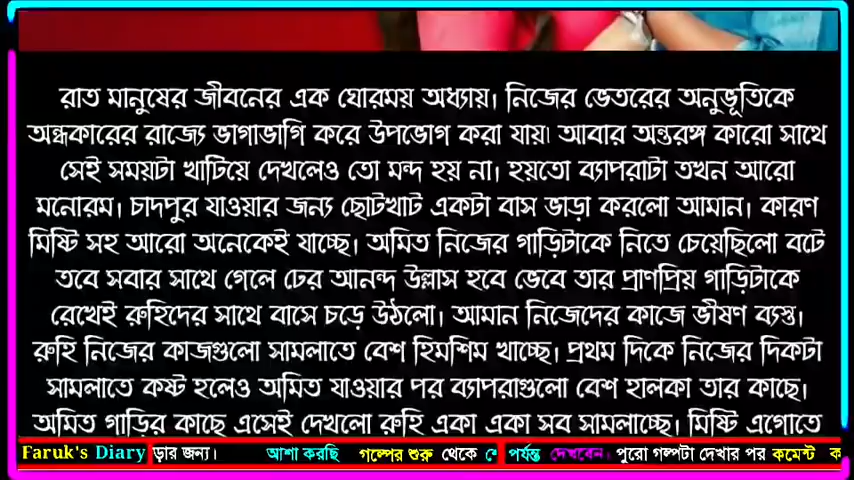 রাত মানুষের জীবনের এক ঘোরময় অধ্যায়। নিজের ভেতরের অনুভূতিকে
অন্ধকারের রাজ্যে ভাগাভাগি করে উপভোগ করা যায়৷ আবার অন্তরঙ্গ কারো সাথে
সেই সময়টা খাটিয়ে দেখলেও তো মন্দ হয় না। হয়তো ব্যাপরাটা তখন আরো
মনোরম। চাদপুর যাওয়ার জন্য ছোটখাট একটা বাস ভাড়া করলো আমান। কারণ
মিষ্টি সহ আরো অনেকেই যাচ্ছে। অমিত নিজের গাড়িটাকে নিতে চেয়েছিলো বটে
তবে সবার সাথে গেলে ঢের আনন্দ উল্লাস হবে ভেবে তার প্রাণপ্রিয় গাড়িটাকে
রেখেই রুহিদের সাথে বাসে চড়ে উঠলো। আমান নিজেদের কাজে ভীষণ ব্যস্ত।
রুহি নিজের কাজগুলো সামলাতে বেশ হিমশিম খাচ্ছে। প্রথম দিকে নিজের দিকটা
সামলাতে কষ্ট হলেও অমিত যাওয়ার পর ব্যাপরাগুলো বেশ হালকা তার কাছে।
অমিত গাড়ির কাছে এসেই দেখলো রুহি একা একা সব সামলাচ্ছে। মিষ্টি এগোতে
Faruk's Diary ড়ার জন্য। আশা করছি গল্পের শুরু থেকে পর্যন্ত দেখবেন। পুরো গল্পটা দেখার পর কমেন্ট